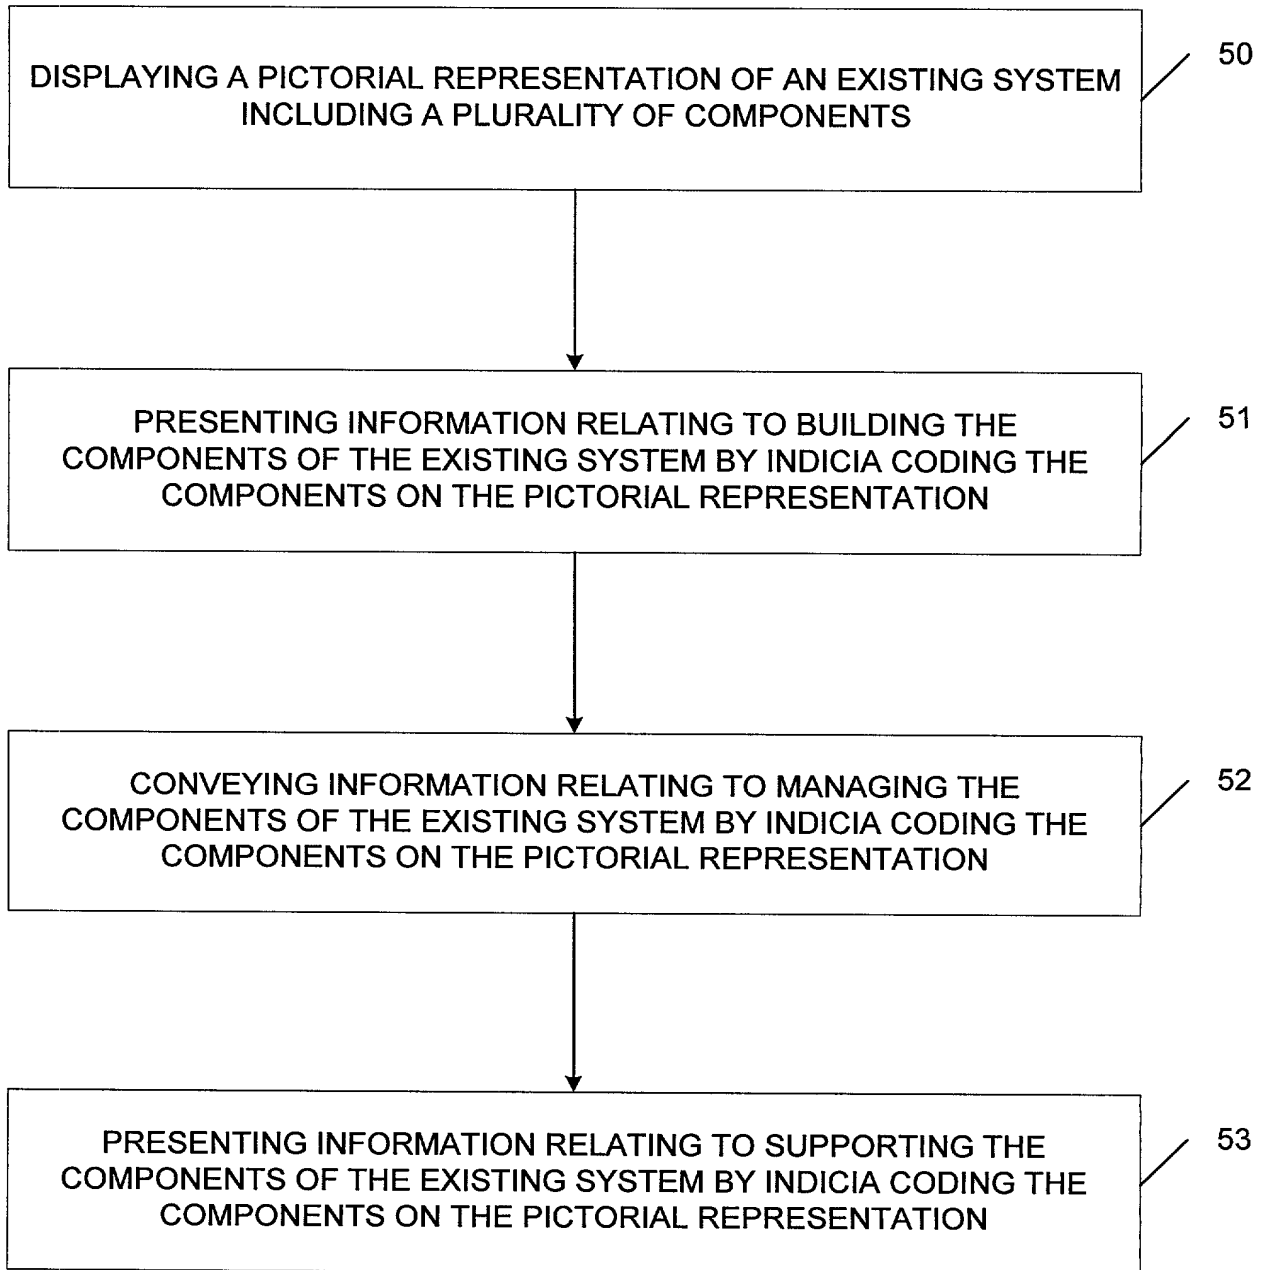 DISPLAYING A PICTORIAL REPRESENTATION OF AN EXISTING SYSTEM
INCLUDING A PLURALITY OF COMPONENTS
50
PRESENTING INFORMATION RELATING TO BUILDING THE
COMPONENTS OF THE EXISTING SYSTEM BY INDICIA CODING THE
COMPONENTS ON THE PICTORIAL REPRESENTATION
51
CONVEYING INFORMATION RELATING TO MANAGING THE
COMPONENTS OF THE EXISTING SYSTEM BY INDICIA CODING THE
COMPONENTS ON THE PICTORIAL REPRESENTATION
52
PRESENTING INFORMATION RELATING TO SUPPORTING THE
COMPONENTS OF THE EXISTING SYSTEM BY INDICIA CODING THE
COMPONENTS ON THE PICTORIAL REPRESENTATION
53